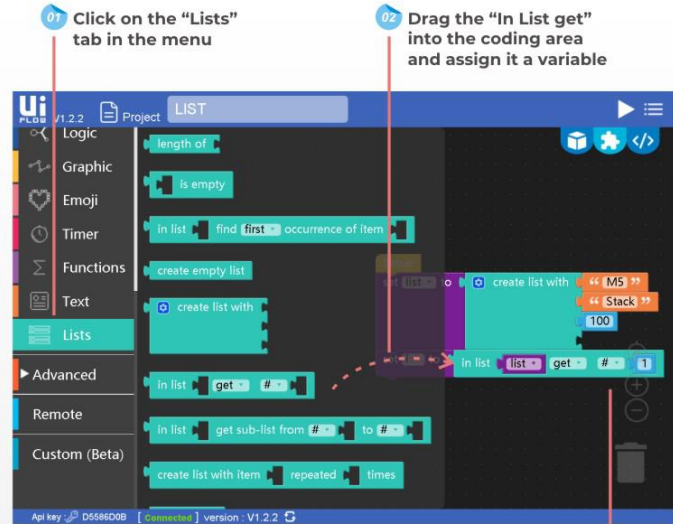 01 Click on the “Lists”
tab in the menu
02 Drag the “In List get”
into the coding area
and assign it a variable
Ui
FLOW V1.2.2
Project
LIST
Logic
Graphic
Emoji
Timer
Functions
Text
Lists
Advanced
Remote
Custom (Beta)
length of
is empty
in list find first occurrence of item
create empty list
create list with
in list get #
in list get sub-list from # to #
create list with item repeated times
set list to create list with “ M5 ”
“ Stack ”
100
in list list get # 1
Api key : D5586D0B [ Connected ] version : V1.2.2